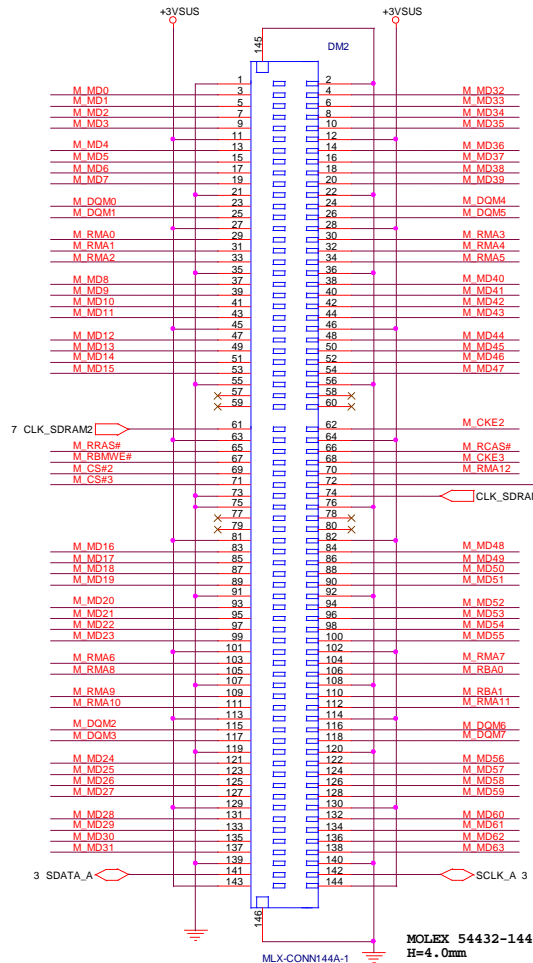 +3VSUS +3VSUS
145
DM2
1 2
M_MD0 3 4 M_MD32
M_MD1 5 6 M_MD33
M_MD2 7 8 M_MD34
M_MD3 9 10 M_MD35
11 12
M_MD4 13 14 M_MD36
M_MD5 15 16 M_MD37
M_MD6 17 18 M_MD38
M_MD7 19 20 M_MD39
21 22
M_DQM0 23 24 M_DQM4
M_DQM1 25 26 M_DQM5
27 28
M_RMA0 29 30 M_RMA3
M_RMA1 31 32 M_RMA4
M_RMA2 33 34 M_RMA5
35 36
M_MD8 37 38 M_MD40
M_MD9 39 40 M_MD41
M_MD10 41 42 M_MD42
M_MD11 43 44 M_MD43
45 46
M_MD12 47 48 M_MD44
M_MD13 49 50 M_MD45
M_MD14 51 52 M_MD46
M_MD15 53 54 M_MD47
55 56
57 58
59 60
7 CLK_SDRAM2 61 62 M_CKE2
63 64
M_RRAS# 65 66 M_RCAS#
M_RBMWE# 67 68 M_CKE3
M_CS#2 69 70 M_RMA12
M_CS#3 71 72
73 74 CLK_SDRA
75 76
77 78
79 80
81 82
M_MD16 83 84 M_MD48
M_MD17 85 86 M_MD49
M_MD18 87 88 M_MD50
M_MD19 89 90 M_MD51
91 92
M_MD20 93 94 M_MD52
M_MD21 95 96 M_MD53
M_MD22 97 98 M_MD54
M_MD23 99 100 M_MD55
101 102
M_RMA6 103 104 M_RMA7
M_RMA8 105 106 M_RBA0
107 108
M_RMA9 109 110 M_RBA1
M_RMA10 111 112 M_RMA11
113 114
M_DQM2 115 116 M_DQM6
M_DQM3 117 118 M_DQM7
119 120
M_MD24 121 122 M_MD56
M_MD25 123 124 M_MD57
M_MD26 125 126 M_MD58
M_MD27 127 128 M_MD59
129 130
M_MD28 131 132 M_MD60
M_MD29 133 134 M_MD61
M_MD30 135 136 M_MD62
M_MD31 137 138 M_MD63
139 140
3 SDATA_A 141 142 SCLK_A 3
143 144
146
MLX-CONN144A-1
MOLEX 54432-144
H=4.0mm